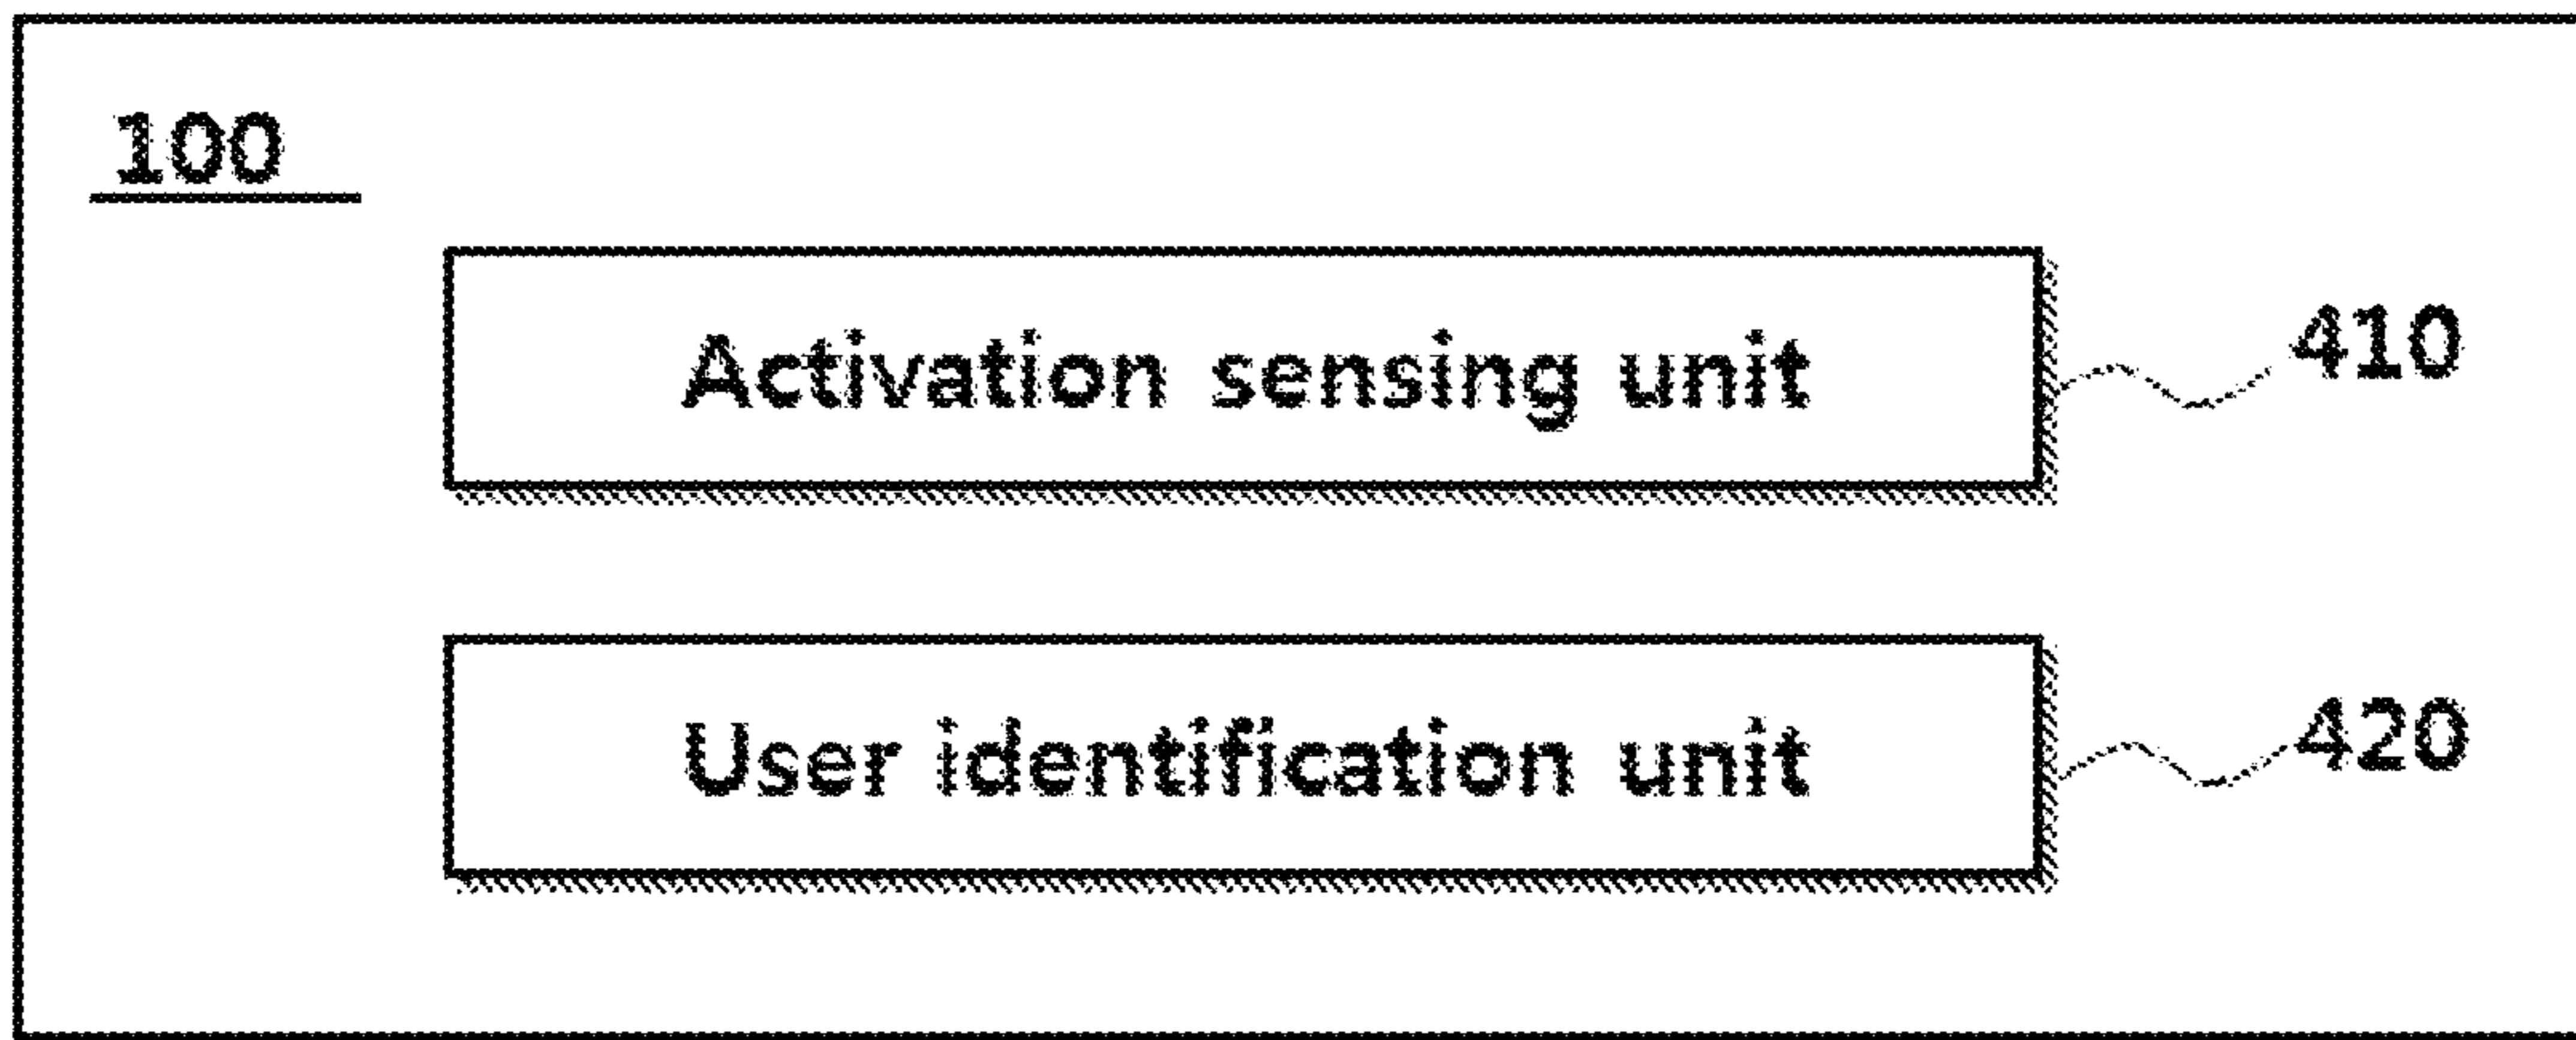 100
Activation sensing unit
410
User identification unit
420